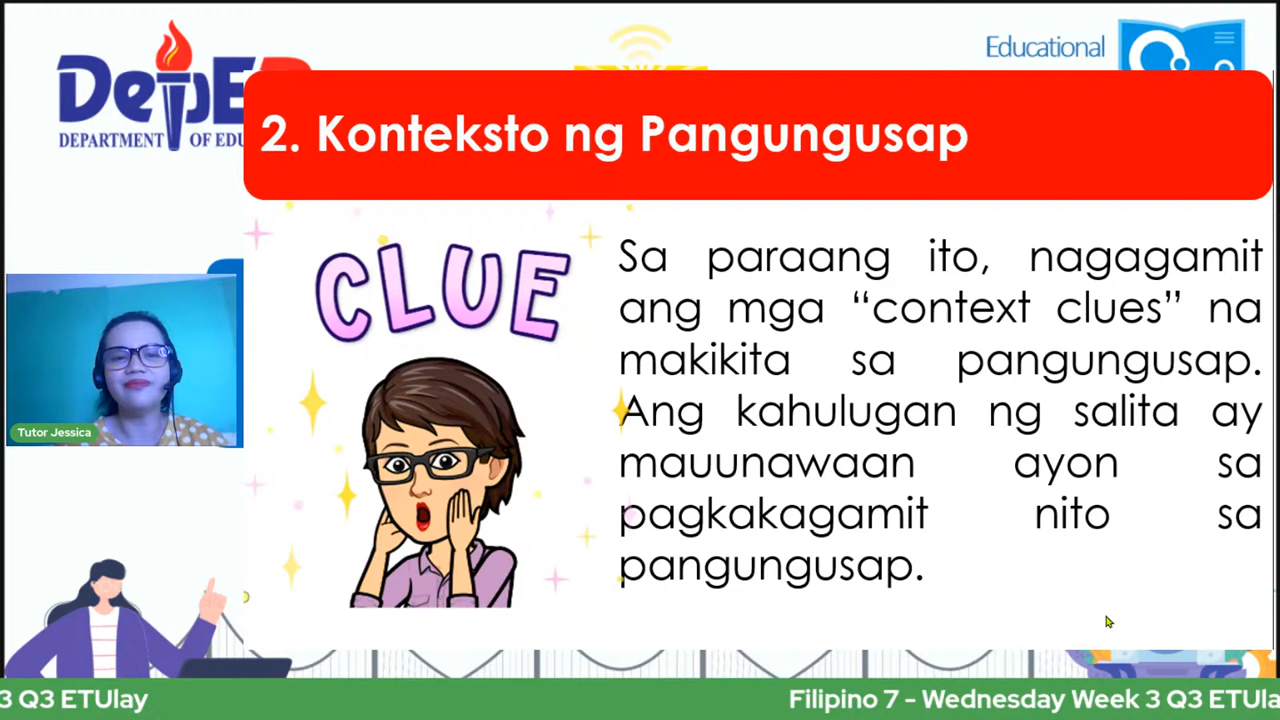 DepE
DEPARTMENT OF EDU
Educational
2. Konteksto ng Pangungusap
CLUE
Sa paraang ito, nagagamit
ang mga “context clues” na
makikita sa pangungusap.
Ang kahulugan ng salita ay
mauunawaan ayon sa
pagkakagamit nito sa
pangungusap.
Tutor Jessica
3 Q3 ETUlay
Filipino 7 - Wednesday Week 3 Q3 ETUla